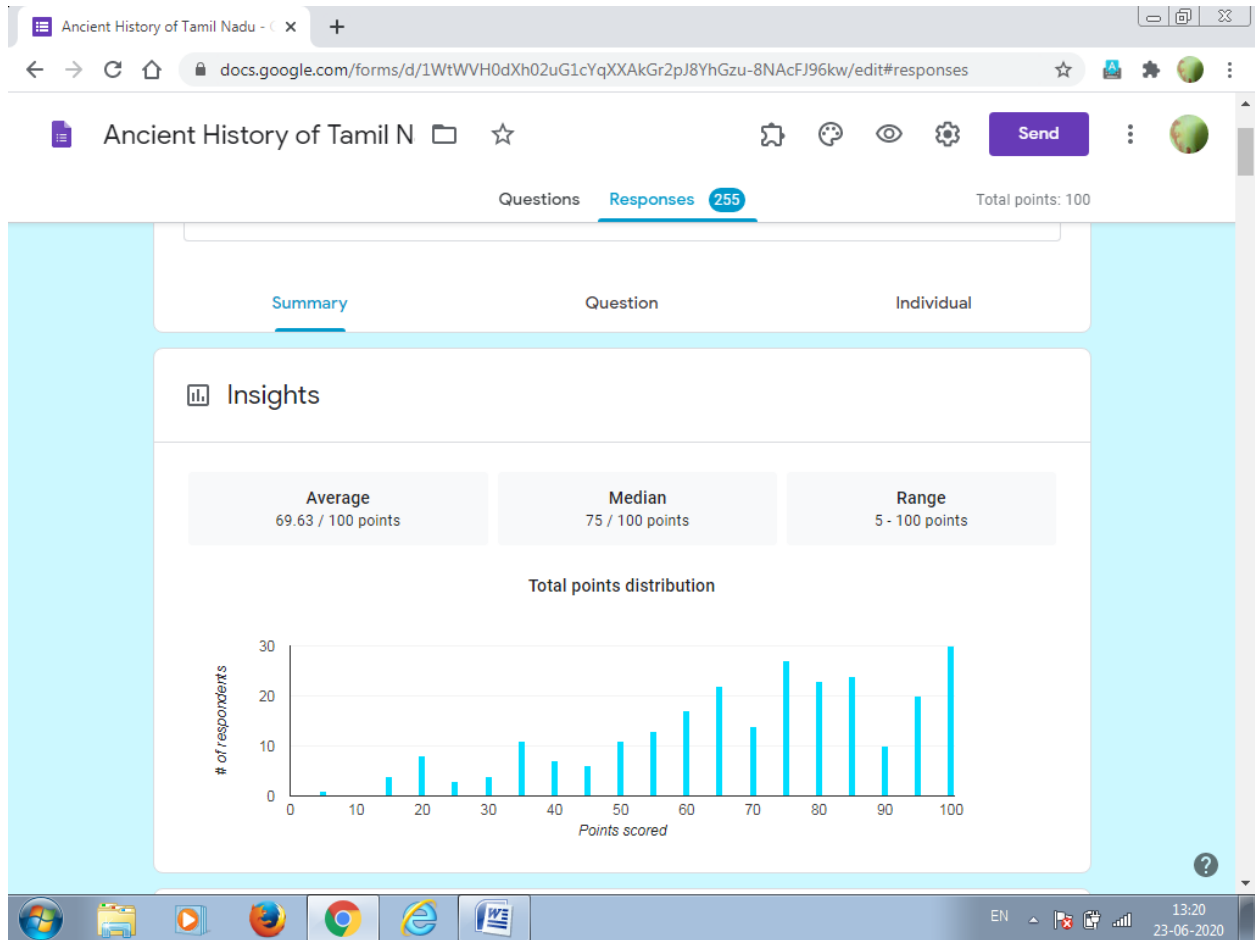 Ancient History of Tamil Nadu - G
docs.google.com/forms/d/1WtWVH0dXh02uG1cYqXXAkGr2pJ8YhGzu-8NAcFJ96kw/edit#responses
Ancient History of Tamil N
Send
Questions Responses 255 Total points: 100
Summary Question Individual
Insights
Average Median Range
69.63 / 100 points 75 / 100 points 5 - 100 points
Total points distribution
# of respondents
30
20
10
0
0 10 20 30 40 50 60 70 80 90 100
Points scored
EN 13:20
23-06-2020